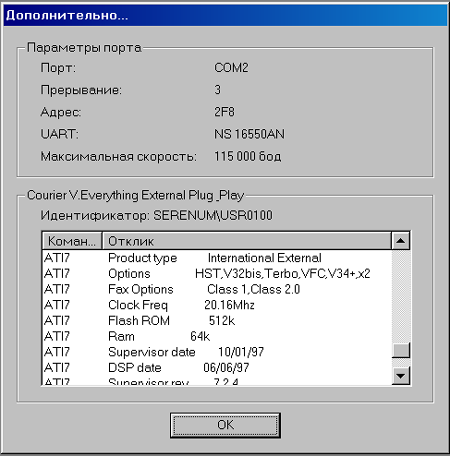 Дополнительно...
Параметры порта
Порт: COM2
Прерывание: 3
Адрес: 2F8
UART: NS 16550AN
Максимальная скорость: 115 000 бод
Courier V.Everything External Plug_Play
Идентификатор: SERENUM\USR0100
Коман... Отклик
ATI7 Product type International External
ATI7 Options HST,V32bis,Terbo,VFC,V34+,x2
ATI7 Fax Options Class 1,Class 2.0
ATI7 Clock Freq 20.16Mhz
ATI7 Flash ROM 512k
ATI7 Ram 64k
ATI7 Supervisor date 10/01/97
ATI7 DSP date 06/06/97
ATI7 Supervisor rev 7.2.4
OK